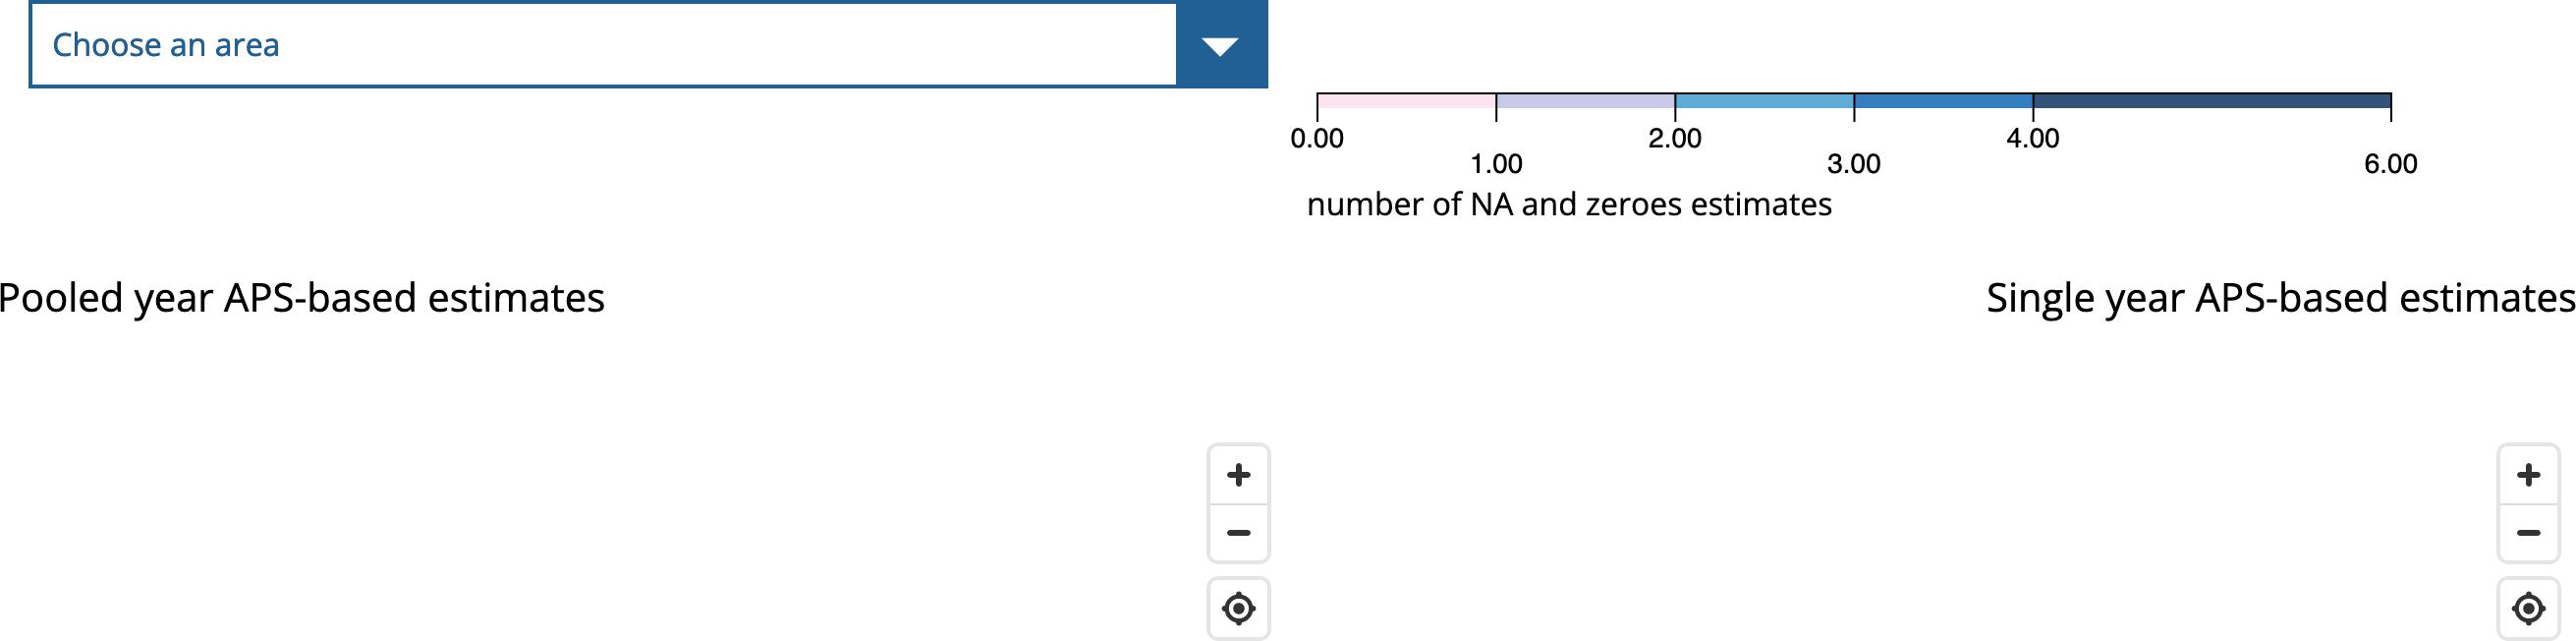 Choose an area
0.00 2.00 4.00
1.00 3.00 6.00
number of NA and zeroes estimates
Pooled year APS-based estimates
Single year APS-based estimates